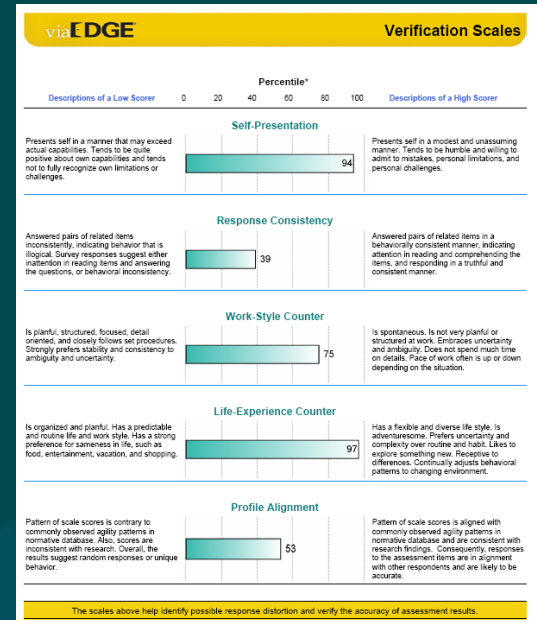 viaEDGE
Verification Scales
Percentile*
Descriptions of a Low Scorer 0 20 40 60 80 100 Descriptions of a High Scorer
Self-Presentation
Presents self in a manner that may exceed
actual capabilities. Tends to be quite
positive about own capabilities and tends
not to fully recognize own limitations or
challenges.
94
Presents self in a modest and unassuming
manner. Tends to be humble and willing to
admit to mistakes, personal limitations, and
personal challenges.
Response Consistency
Answered pairs of related items
inconsistently, indicating behavior that is
illogical. Survey responses suggest either
inattention in reading items and answering
the questions, or behavioral inconsistency.
39
Answered pairs of related items in a
behaviorally consistent manner, indicating
attention in reading and comprehending the
items, and responding in a truthful and
consistent manner.
Work-Style Counter
Is planful, structured, focused, detail
oriented, and closely follows set procedures.
Strongly prefers stability and consistency to
ambiguity and uncertainty.
75
Is spontaneous. Is not very planful or
structured at work. Embraces uncertainty
and ambiguity. Does not spend much time
on details. Pace of work often is up or down
depending on the situation.
Life-Experience Counter
Is organized and planful. Has a predictable
and routine life and work style. Has a strong
preference for sameness in life, such as
food, entertainment, vacation, and shopping.
97
Has a flexible and diverse life style. Is
adventuresome. Prefers uncertainty and
complexity over routine and habit. Likes to
explore something new. Receptive to
differences. Continually adjusts behavioral
patterns to changing environment.
Profile Alignment
Pattern of scale scores is contrary to
commonly observed agility patterns in
normative database. Also, scores are
inconsistent with research. Overall, the
results suggest random responses or unique
behavior.
53
Pattern of scale scores is aligned with
commonly observed agility patterns in
normative database and are consistent with
research findings. Consequently, responses
to the assessment items are in alignment
with other respondents and are likely to be
accurate.
The scales above help identify possible response distortion and verify the accuracy of assessment results.